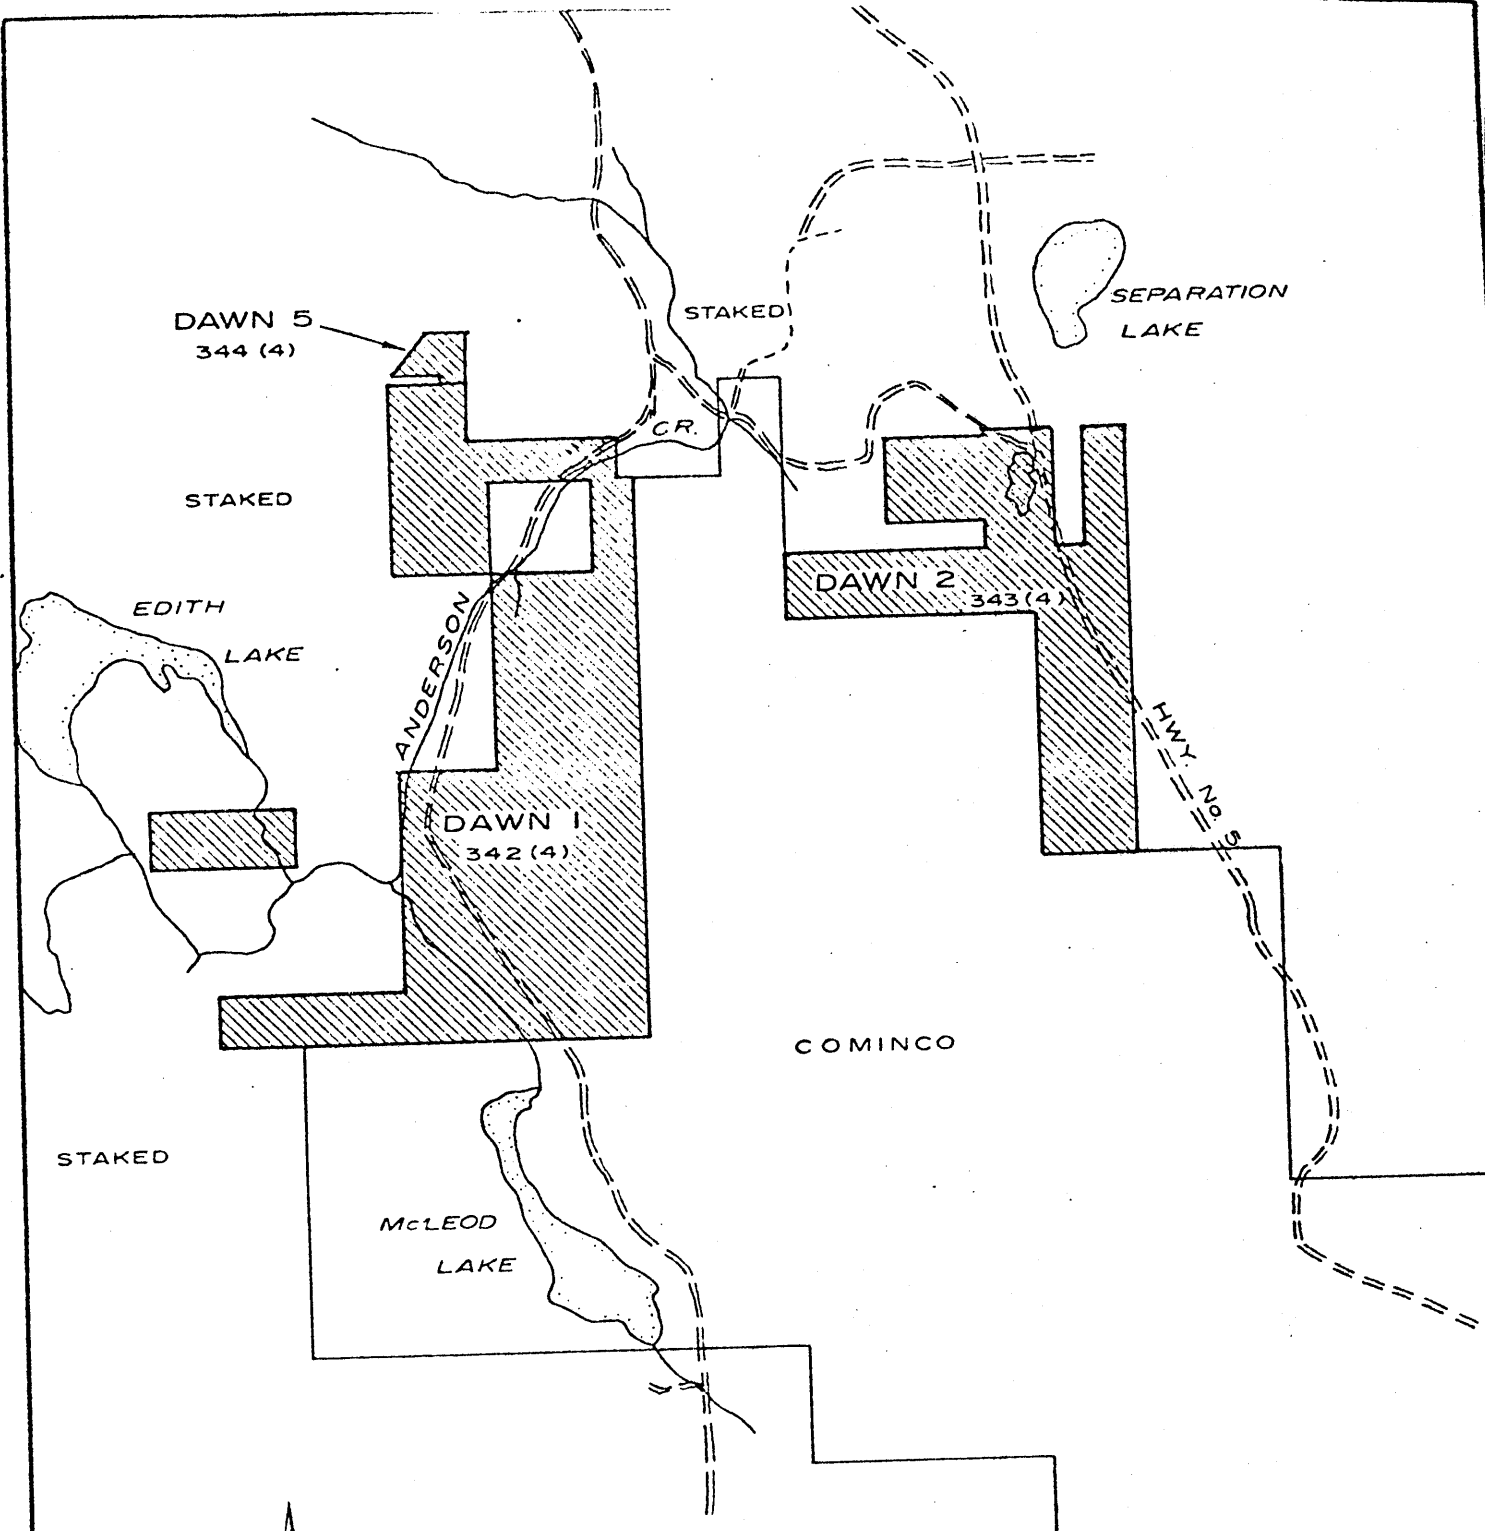 SEPARATION
LAKE
STAKED
DAWN 5
344 (4)
CR.
STAKED
DAWN 2
343 (4)
EDITH
LAKE
ANDERSON
HWY. No. 5
DAWN 1
342 (4)
COMINCO
STAKED
McLEOD
LAKE